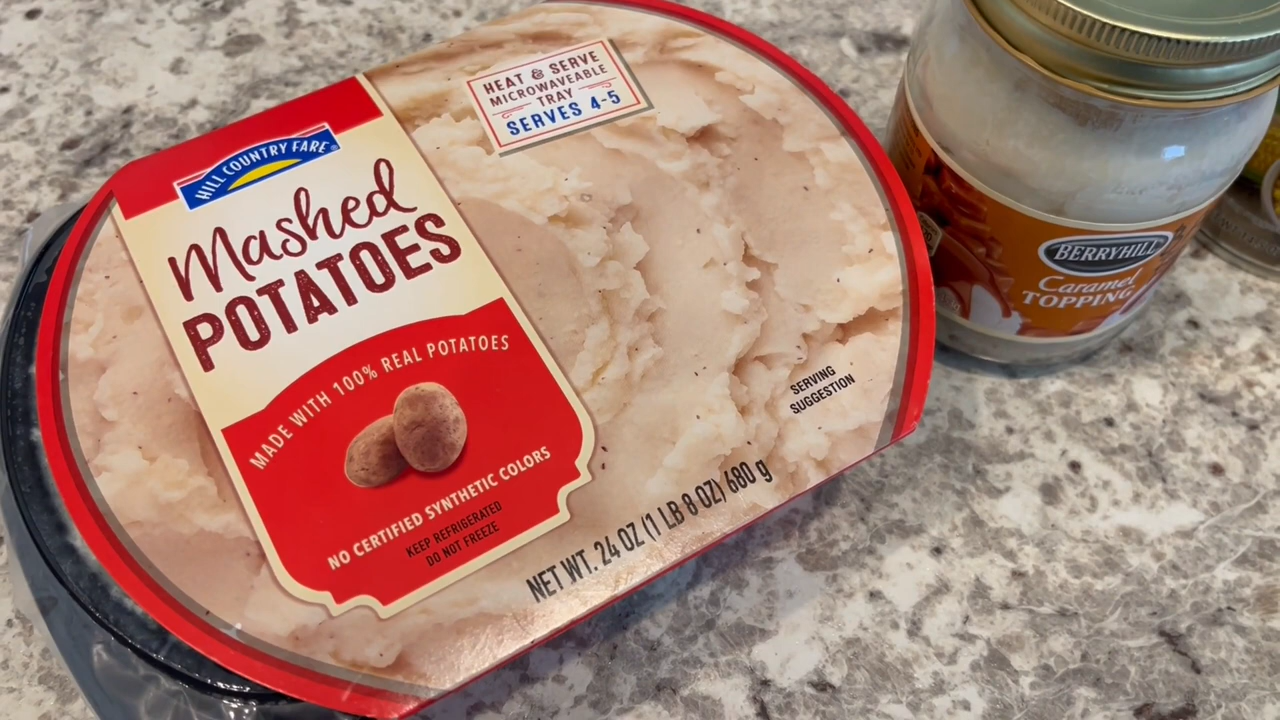 HILL COUNTRY FARE®
Mashed
POTATOES
MADE WITH 100% REAL POTATOES
NO CERTIFIED SYNTHETIC COLORS
KEEP REFRIGERATED
DO NOT FREEZE
HEAT & SERVE
MICROWAVEABLE
TRAY
SERVES 4-5
SERVING
SUGGESTION
NET WT. 24 OZ (1 LB 8 OZ) 680 g
BERRYHILL
Caramel
TOPPING